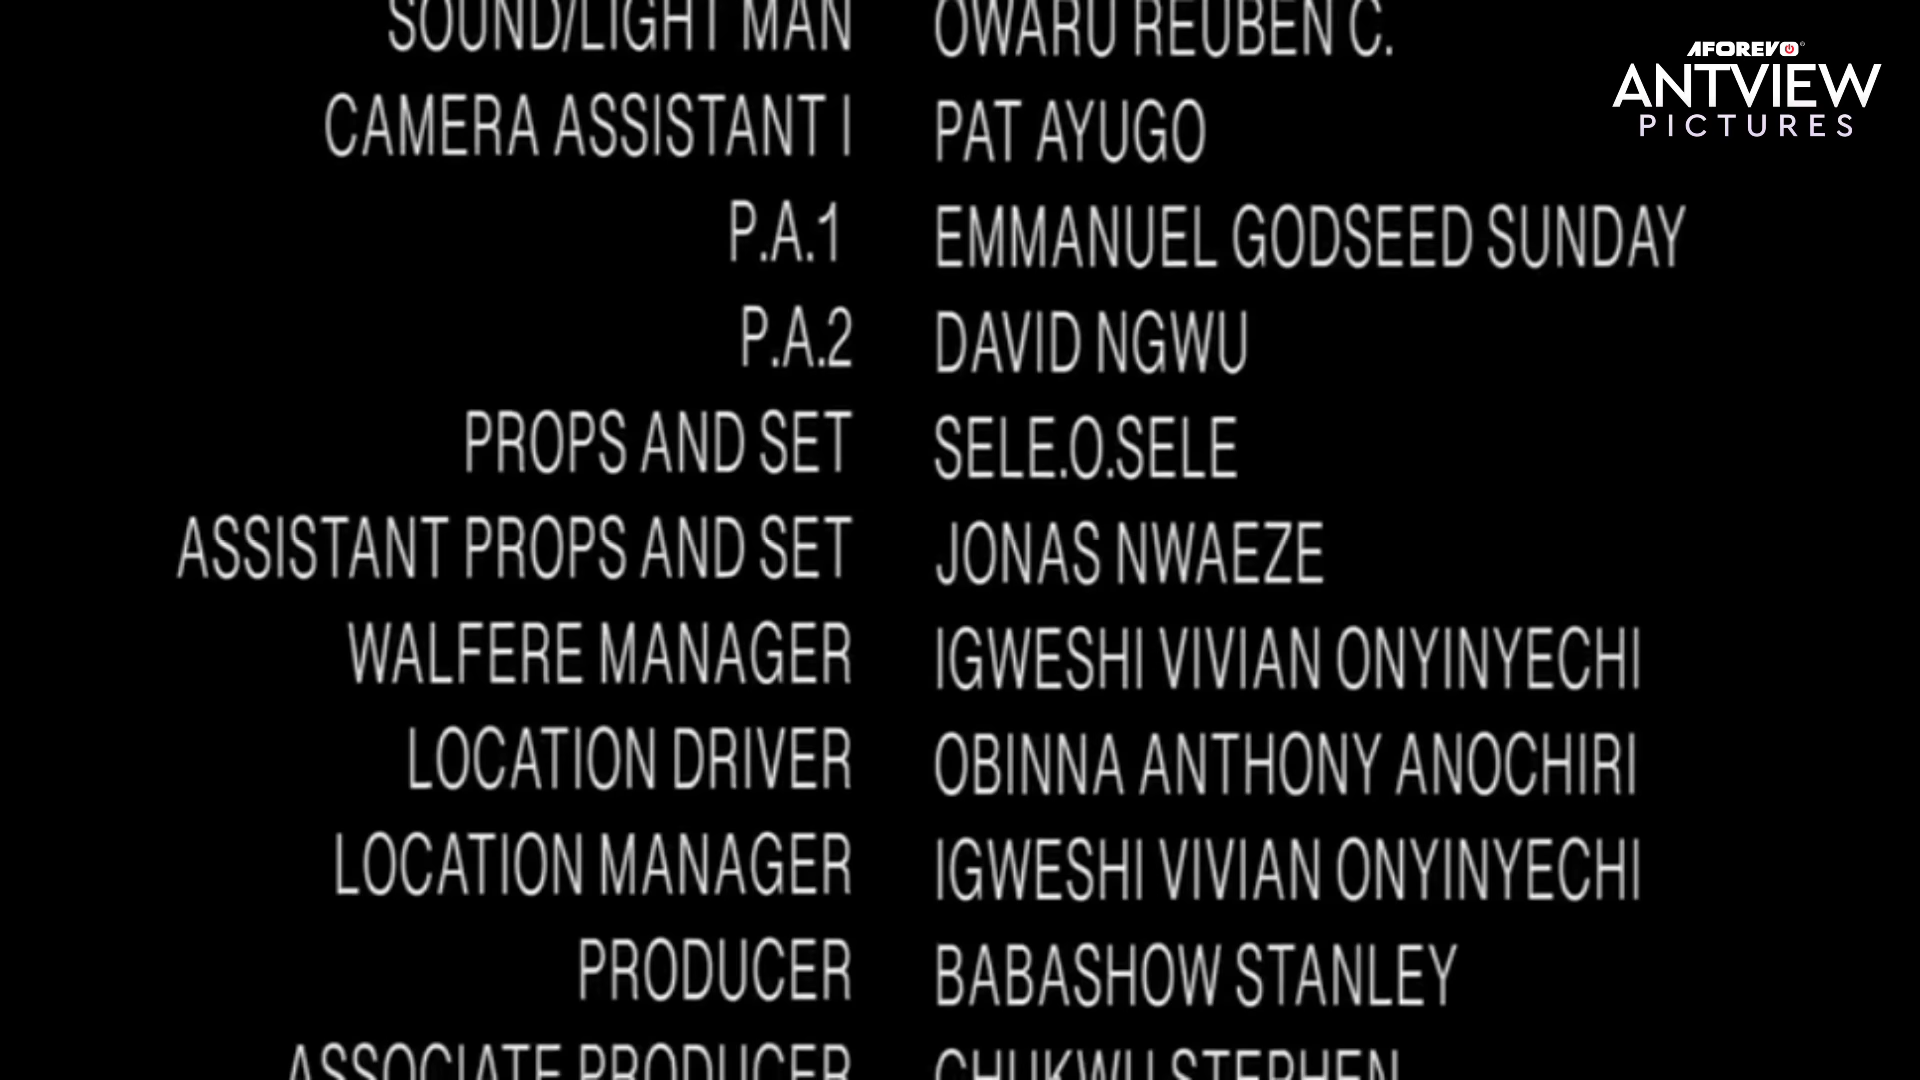 SOUND/LIGHT MAN OWARU REUBEN C.
CAMERA ASSISTANT I PAT AYUGO
P.A.1 EMMANUEL GODSEED SUNDAY
P.A.2 DAVID NGWU
PROPS AND SET SELE.O.SELE
ASSISTANT PROPS AND SET JONAS NWAEZE
WALFERE MANAGER IGWESHI VIVIAN ONYINYECHI
LOCATION DRIVER OBINNA ANTHONY ANOCHIRI
LOCATION MANAGER IGWESHI VIVIAN ONYINYECHI
PRODUCER BABASHOW STANLEY
ASSOCIATE PRODUCER CHUKWU STEPHEN
AFOREVO
ANTVIEW
PICTURES